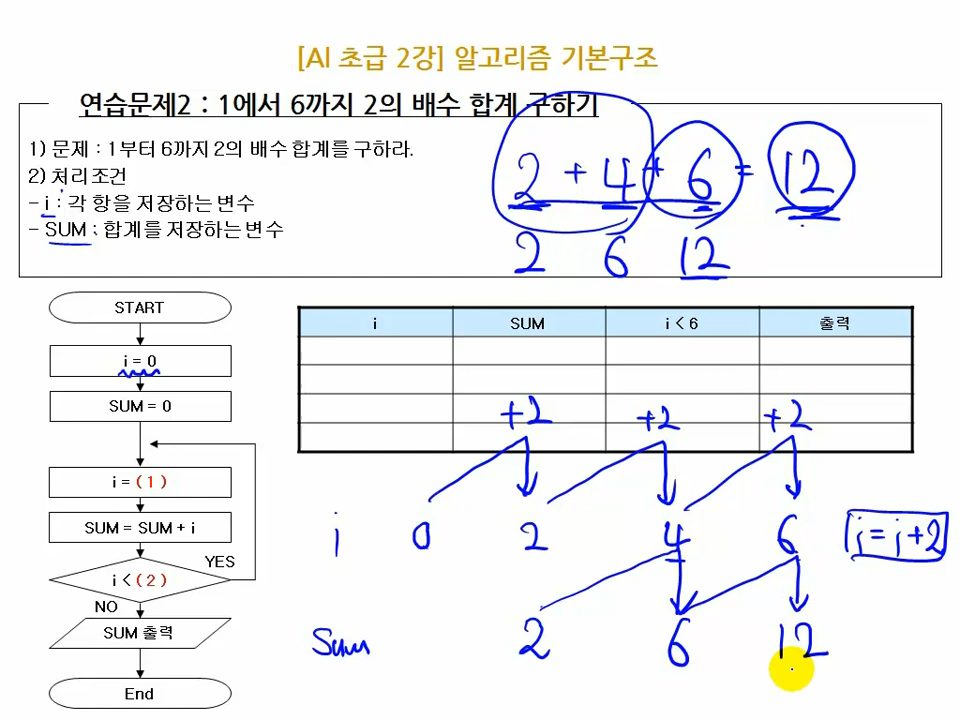 [AI 초급 2강] 알고리즘 기본구조
연습문제2 : 1에서 6까지 2의 배수 합계 구하기
1) 문제 : 1부터 6까지 2의 배수 합계를 구하라.
2) 처리조건
- i : 각 항을 저장하는 변수
- SUM : 합계를 저장하는 변수
2 + 4 + 6 = 12
2 6 12
START
i = 0
SUM = 0
i = (1)
SUM = SUM + i
i < (2)
YES
NO
SUM 출력
End
i SUM i < 6 출력
+2 +2 +2
i 0 2 4 6 i = i + 2
Sum 2 6 12